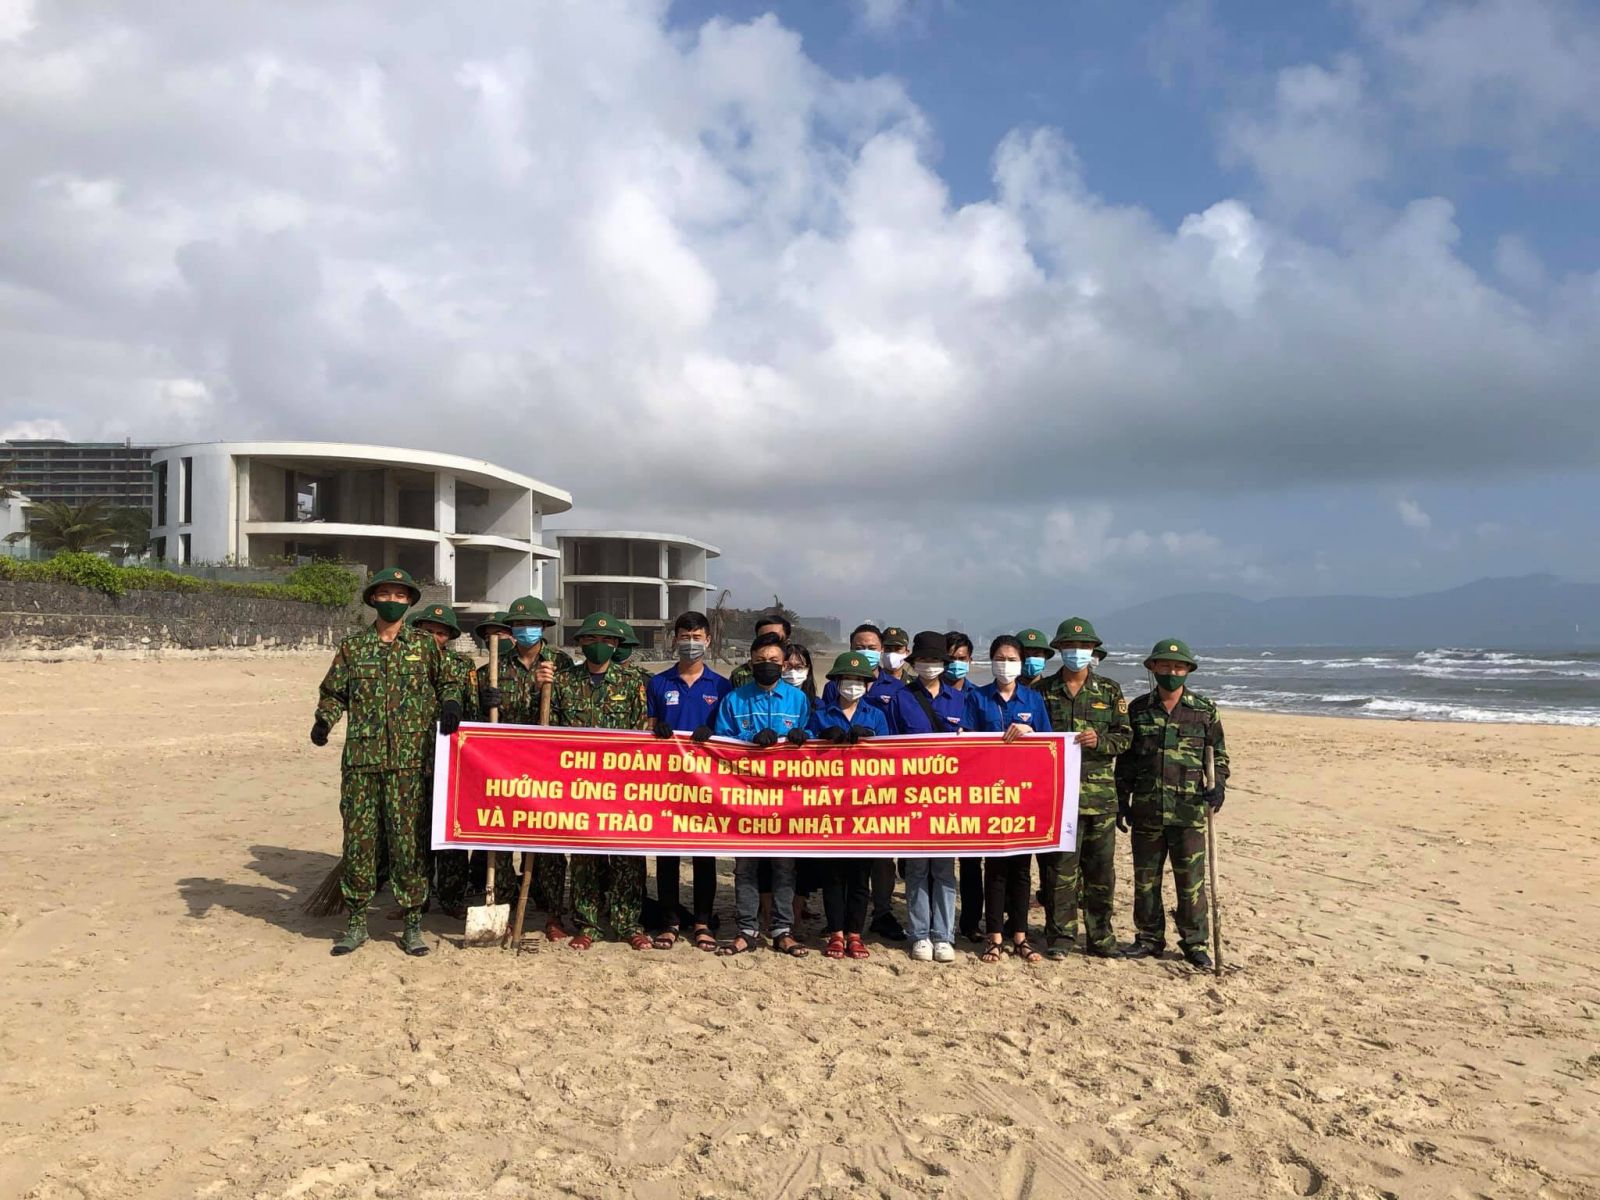 CHI ĐOÀN ĐỒN BIÊN PHÒNG NON NƯỚC
HƯỞNG ỨNG CHƯƠNG TRÌNH “HÃY LÀM SẠCH BIỂN”
VÀ PHONG TRÀO “NGÀY CHỦ NHẬT XANH” NĂM 2021